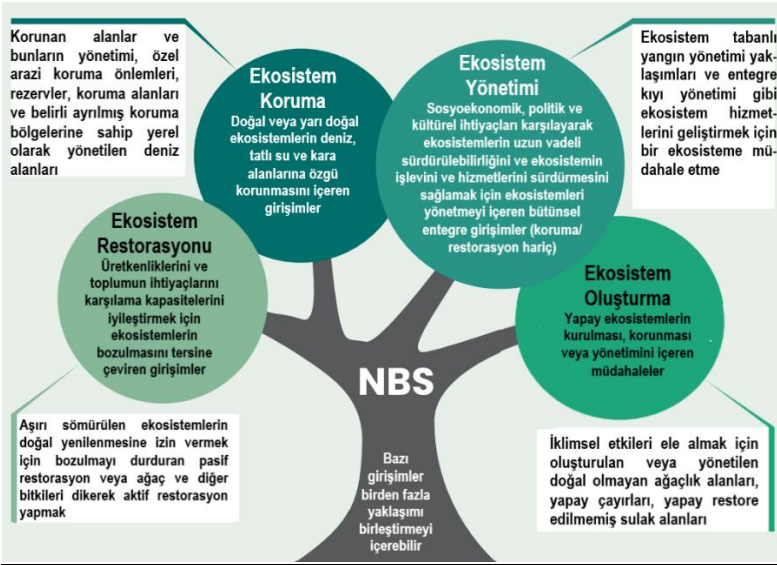 Korunan alanlar ve
bunların yönetimi, özel
arazi koruma önlemleri,
rezervler, koruma alanları
ve belirli ayrılmış koruma
bölgelerine sahip yerel
olarak yönetilen deniz
alanları
Ekosistem
Koruma
Doğal veya yarı doğal
ekosistemlerin deniz,
tatlı su ve kara
alanlarına özgü
korunmasını içeren
girişimler
Ekosistem
Yönetimi
Sosyoekonomik, politik ve
kültürel ihtiyaçları karşılayarak
ekosistemlerin uzun vadeli
sürdürülebilirliğini ve ekosistemin
işlevini ve hizmetlerini sürdürmesini
sağlamak için ekosistemleri
yönetmeyi içeren bütünsel
entegre girişimler (koruma/
restorasyon hariç)
Ekosistem tabanlı
yangın yönetimi yak-
laşımları ve entegre
kıyı yönetimi gibi
ekosistem hizmet-
lerini geliştirmek için
bir ekosisteme mü-
dahale etme
Ekosistem
Restorasyonu
Üretkenliklerini ve
toplumun ihtiyaçlarını
karşılama kapasitelerini
iyileştirmek için
ekosistemlerin
bozulmasını tersine
çeviren girişimler
Ekosistem
Oluşturma
Yapay ekosistemlerin
kurulması, korunması
veya yönetimini içeren
müdahaleler
NBS
Bazı
girişimler
birden fazla
yaklaşımı
birleştirmeyi
içerebilir
Aşırı sömürülen ekosistemlerin
doğal yenilenmesine izin vermek
için bozulmayı durduran pasif
restorasyon veya ağaç ve diğer
bitkileri dikerek aktif restorasyon
yapmak
İklimsel etkileri ele almak için
oluşturulan veya yönetilen
doğal olmayan ağaçlık alanları,
yapay çayırları, yapay restore
edilmemiş sulak alanları